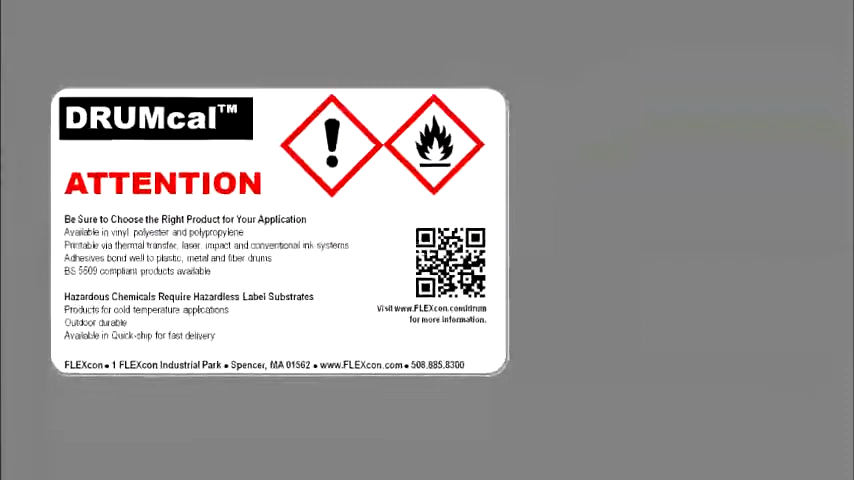 DRUMcal™
ATTENTION
Be Sure to Choose the Right Product for Your Application
Available in vinyl, polyester and polypropylene
Printable via thermal transfer, laser, impact and conventional ink systems
Adhesives bond well to plastic, metal and fiber drums
BS 5609 compliant products available
Hazardous Chemicals Require Hazardless Label Substrates
Products for cold temperature applications
Outdoor durable
Available in Quick-ship for fast delivery
Visit www.FLEXcon.com/drum
for more information.
FLEXcon • 1 FLEXcon Industrial Park • Spencer, MA 01562 • www.FLEXcon.com • 508.885.8300